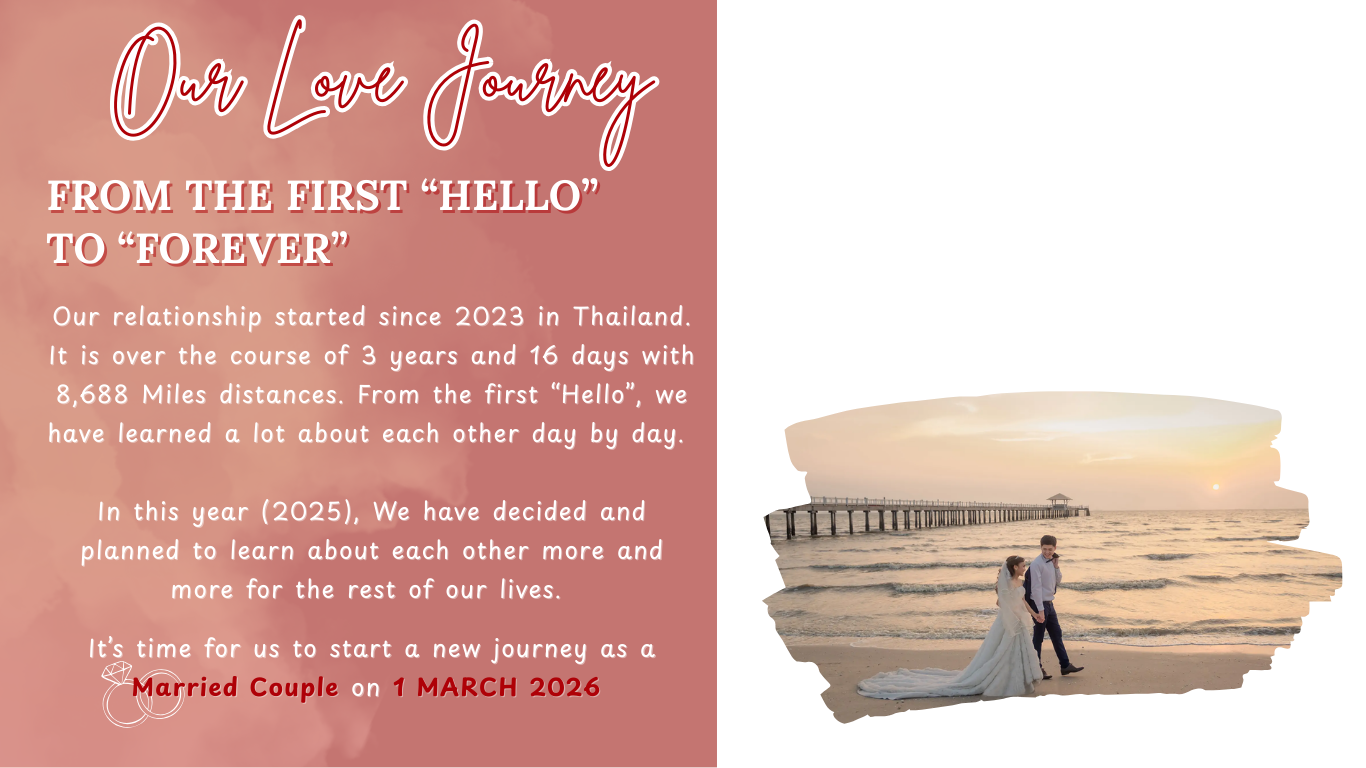 Our Love Journey
FROM THE FIRST “HELLO”
TO “FOREVER”
Our relationship started since 2023 in Thailand.
It is over the course of 3 years and 16 days with
8,688 Miles distances. From the first “Hello”, we
have learned a lot about each other day by day.
In this year (2025), We have decided and
planned to learn about each other more and
more for the rest of our lives.
It’s time for us to start a new journey as a
Married Couple on 1 MARCH 2026